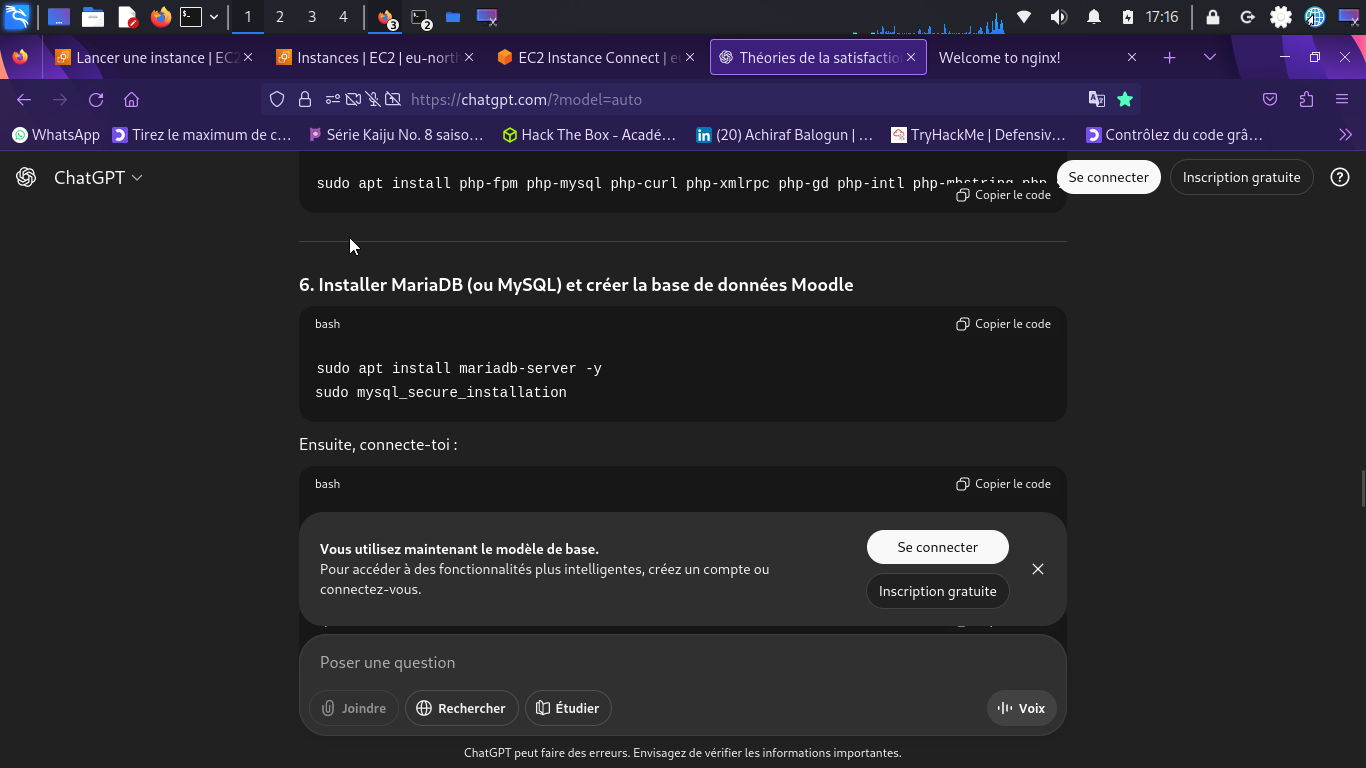 1 2 3 4 3 2 17:16
Lancer une instance | EC2 Instances | EC2 | eu-nort EC2 Instance Connect | e Théories de la satisfaction Welcome to nginx!
https://chatgpt.com/?model=auto
WhatsApp Tirez le maximum de c… Série Kaiju No. 8 saiso… Hack The Box - Acadé… (20) Achiraf Balogun | … TryHackMe | Defensiv… Contrôlez du code grâ…
ChatGPT
Se connecter Inscription gratuite
sudo apt install php-fpm php-mysql php-curl php-xmlrpc php-gd php-intl php-mbstring php-
Copier le code
6. Installer MariaDB (ou MySQL) et créer la base de données Moodle
bash Copier le code
sudo apt install mariadb-server -y
sudo mysql_secure_installation
Ensuite, connecte-toi :
bash Copier le code
Vous utilisez maintenant le modèle de base.
Pour accéder à des fonctionnalités plus intelligentes, créez un compte ou
connectez-vous.
Se connecter
Inscription gratuite
Poser une question
Joindre Rechercher Étudier Voix
ChatGPT peut faire des erreurs. Envisagez de vérifier les informations importantes.